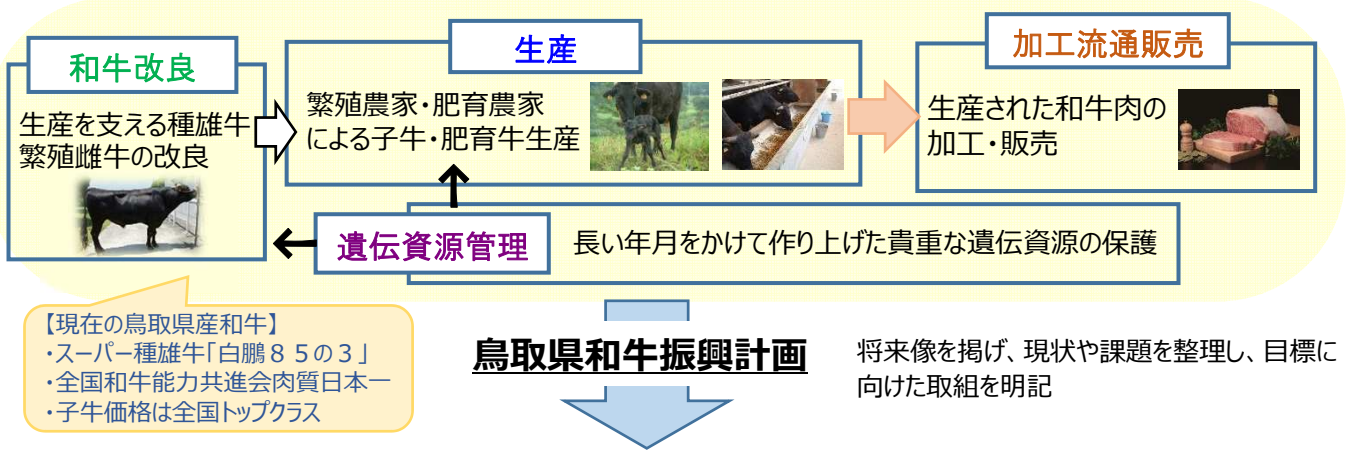 和牛改良
生産を支える種雄牛
繁殖雌牛の改良
生産
繁殖農家・肥育農家
による子牛・肥育牛生産
加工流通販売
生産された和牛肉の
加工・販売
遺伝資源管理
長い年月をかけて作り上げた貴重な遺伝資源の保護
【現在の鳥取県産和牛】
・スーパー種雄牛「白鵬８５の３」
・全国和牛能力共進会肉質日本一
・子牛価格は全国トップクラス
鳥取県和牛振興計画
将来像を掲げ、現状や課題を整理し、目標に
向けた取組を明記